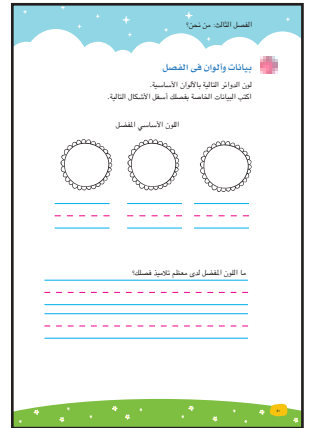 الفصل الثالث: من نحن؟
بيانات وألوان فى الفصل
لون الدوائر التالية بالألوان الأساسية.
اكتب البيانات الخاصة بفصلك أسفل الأشكال التالية.
اللون الأساسي المفضل
ما اللون المفضل لدى معظم تلاميذ فصلك؟